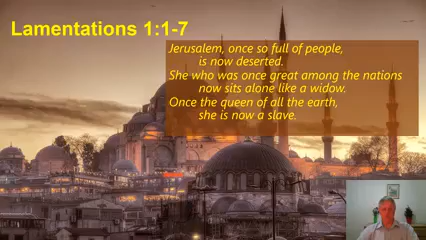 Lamentations 1:1-7
Jerusalem, once so full of people,
is now deserted.
She who was once great among the nations
now sits alone like a widow.
Once the queen of all the earth,
she is now a slave.